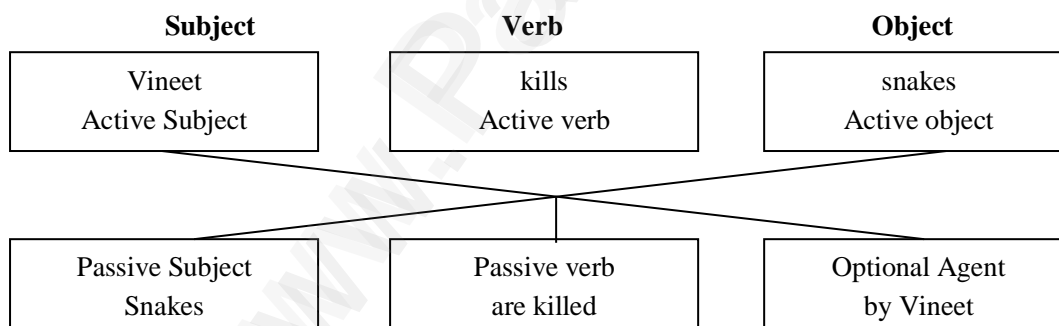 Subject Verb Object
Vineet kills snakes
Active Subject Active verb Active object
Passive Subject Passive verb Optional Agent
Snakes are killed by Vineet